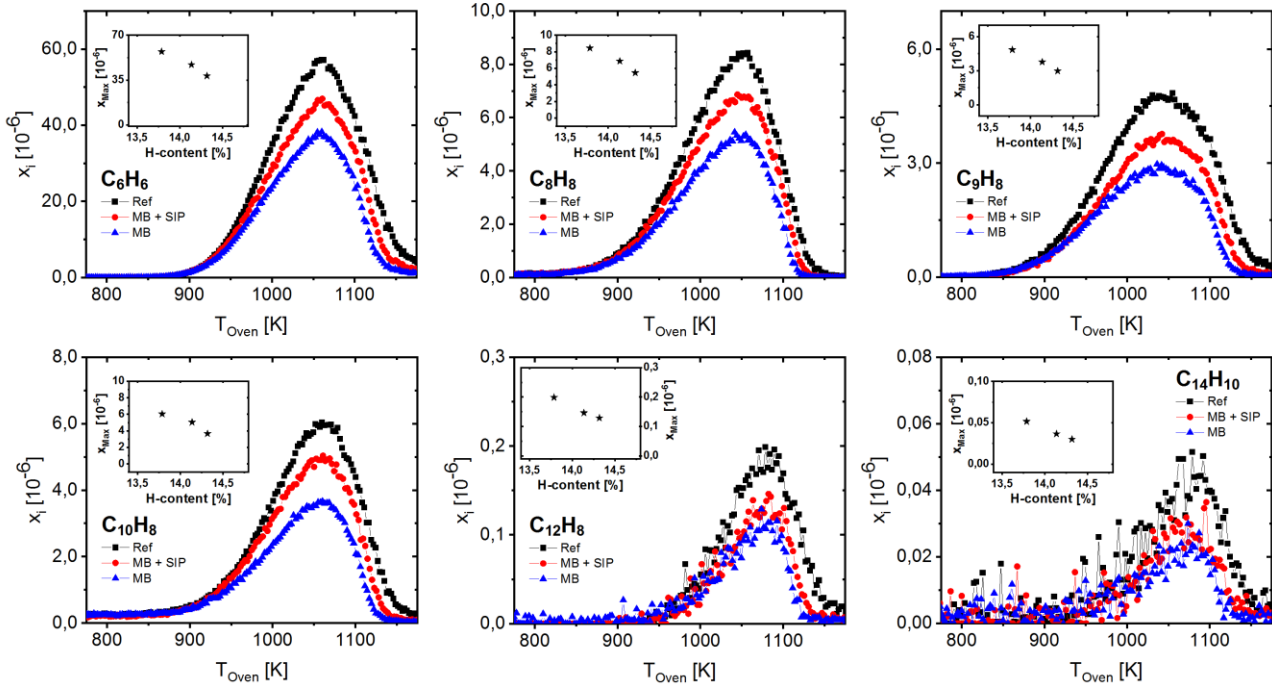 60,0
40,0
20,0
0,0
x_i [10^-6]
800 900 1000 1100
T_Oven [K]
70
35
0
x_Max [10^-6]
13,5 14,0 14,5
H-content [%]
C_6H_6
Ref
MB + SIP
MB
10,0
8,0
6,0
4,0
2,0
0,0
x_i [10^-6]
800 900 1000 1100
T_Oven [K]
10
8
6
4
2
0
x_Max [10^-6]
13,5 14,0 14,5
H-content [%]
C_8H_8
Ref
MB + SIP
MB
6,0
3,0
0,0
x_i [10^-6]
800 900 1000 1100
T_Oven [K]
6
3
0
x_Max [10^-6]
13,5 14,0 14,5
H-content [%]
C_9H_8
Ref
MB + SIP
MB
8,0
6,0
4,0
2,0
0,0
x_i [10^-6]
800 900 1000 1100
T_Oven [K]
10
8
6
4
2
0
x_Max [10^-6]
13,5 14,0 14,5
H-content [%]
C_10H_8
Ref
MB + SIP
MB
0,3
0,2
0,1
0,0
x_i [10^-6]
800 900 1000 1100
T_Oven [K]
0,3
0,2
0,1
0,0
x_Max [10^-6]
13,5 14,0 14,5
H-content [%]
C_12H_8
Ref
MB + SIP
MB
0,08
0,06
0,04
0,02
0,00
x_i [10^-6]
800 900 1000 1100
T_Oven [K]
0,10
0,05
0,00
x_Max [10^-6]
13,5 14,0 14,5
H-content [%]
C_14H_10
Ref
MB + SIP
MB